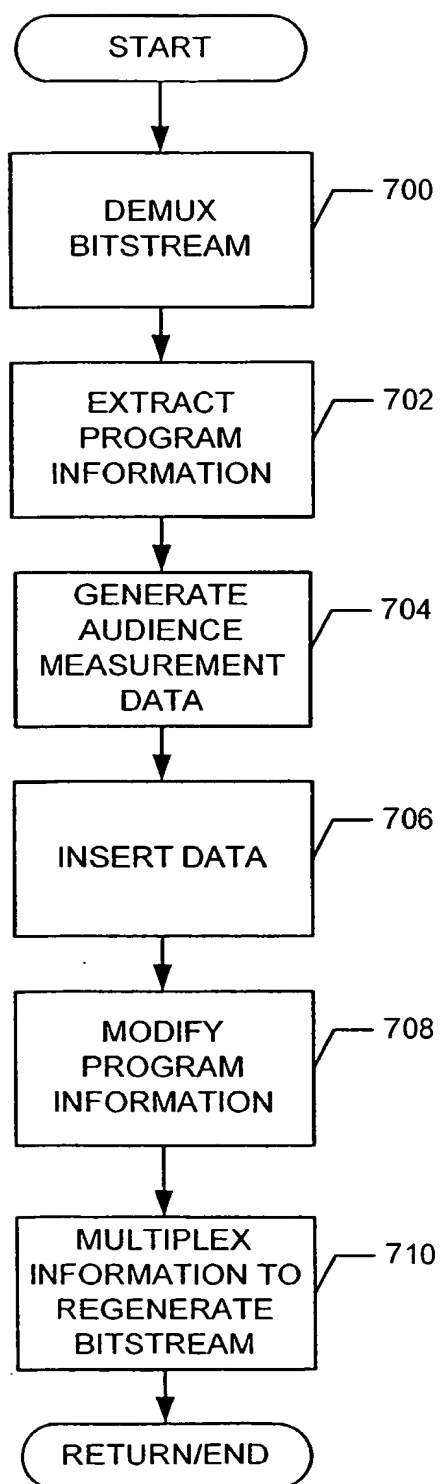 START
DEMUX
BITSTREAM
700
EXTRACT
PROGRAM
INFORMATION
702
GENERATE
AUDIENCE
MEASUREMENT
DATA
704
INSERT DATA
706
MODIFY
PROGRAM
INFORMATION
708
MULTIPLEX
INFORMATION TO
REGENERATE
BITSTREAM
710
RETURN/END